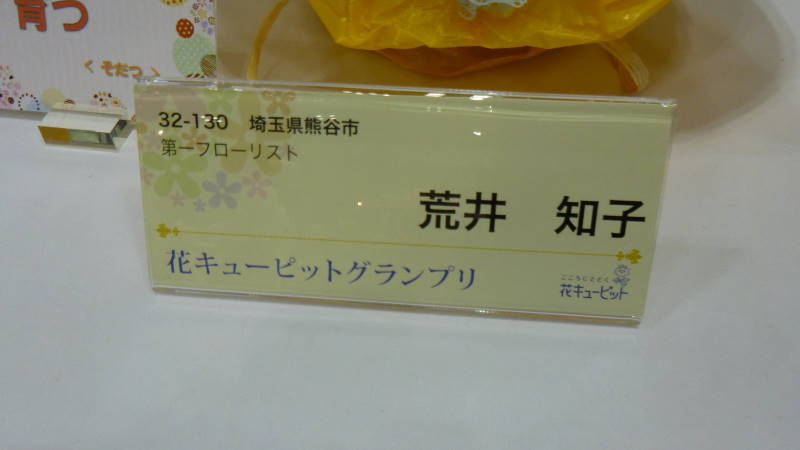 育つ
< そだつ >
32-130 埼玉県熊谷市
第一フローリスト
荒井 知子
花キューピットグランプリ
こころにとどく
花キューピット